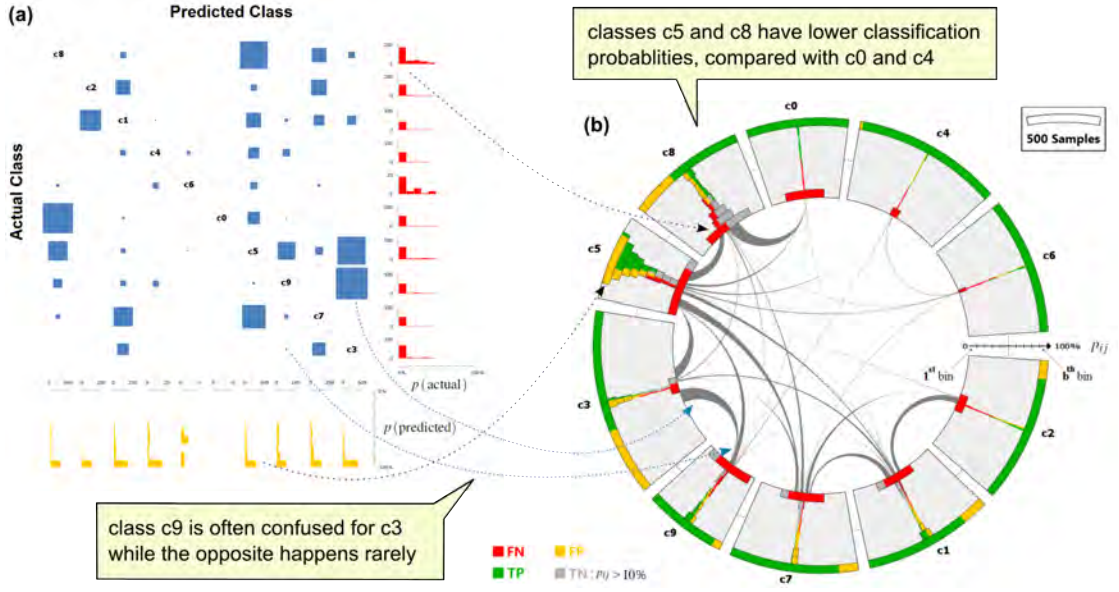 (a)
Predicted Class
Actual Class
c8
c2
c1
c4
c6
c0
c5
c9
c7
c3
p(actual)
p(predicted)
class c9 is often confused for c3
while the opposite happens rarely
classes c5 and c8 have lower classification
probablities, compared with c0 and c4
(b)
500 Samples
c0
c4
c8
c6
c5
0
100%
pij
1st bin
bth bin
c3
c2
c9
c1
c7
FN
FP
TP
TN : pij > 10%